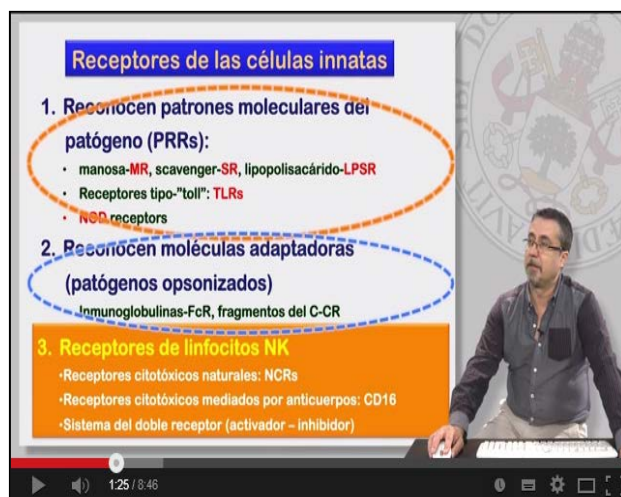 Receptores de las células innatas
1. Reconocen patrones moleculares del
patógeno (PRRs):
• manosa-MR, scavenger-SR, lipopolisacárido-LPSR
• Receptores tipo-"toll": TLRs
• NOD receptors
2. Reconocen moléculas adaptadoras
(patógenos opsonizados)
Inmunoglobulinas-FcR, fragmentos del C-CR
3. Receptores de linfocitos NK
•Receptores citotóxicos naturales: NCRs
•Receptores citotóxicos mediados por anticuerpos: CD16
•Sistema del doble receptor (activador – inhibidor)
SIBI
1:25 / 8:46